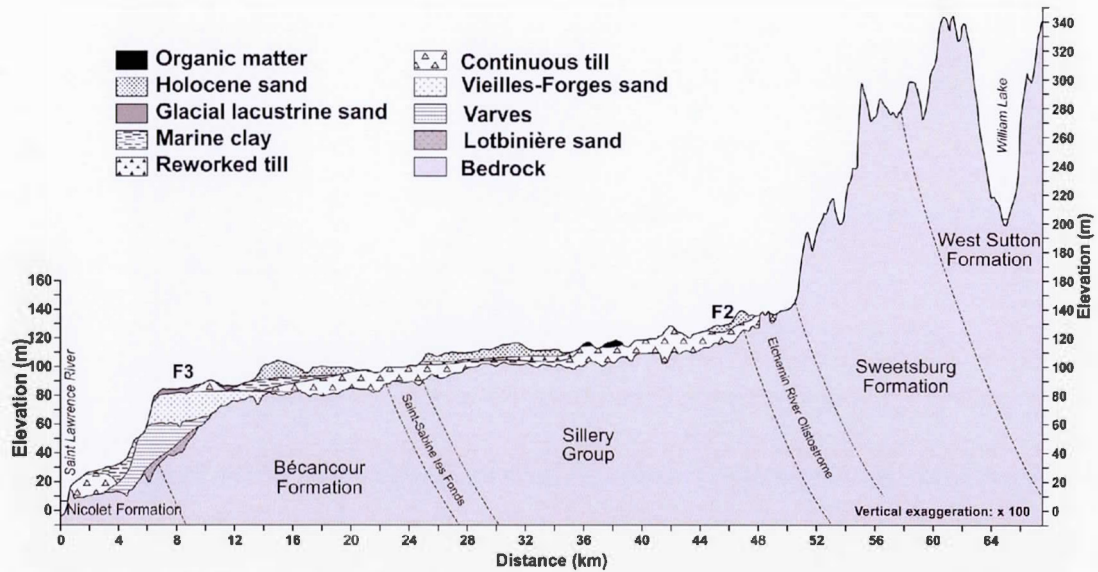 Organic matter
Holocene sand
Glacial lacustrine sand
Marine clay
Reworked till
Continuous till
Vieilles-Forges sand
Varves
Lotbinière sand
Bedrock
340
320
300
280
260
240
220
200
180
160
140
120
100
80
60
40
20
0
Elevation (m)
William Lake
West Sutton
Formation
160
140
120
100
80
60
40
20
0
Elevation (m)
Saint Lawrence River
F3
F2
Etchemin River Olistostrome
Sweetsburg
Formation
Saint-Sabine les Fonds
Sillery
Group
Bécancour
Formation
Nicolet Formation
Vertical exaggeration: x 100
0 4 8 12 16 20 24 28 32 36 40 44 48 52 56 60 64
Distance (km)